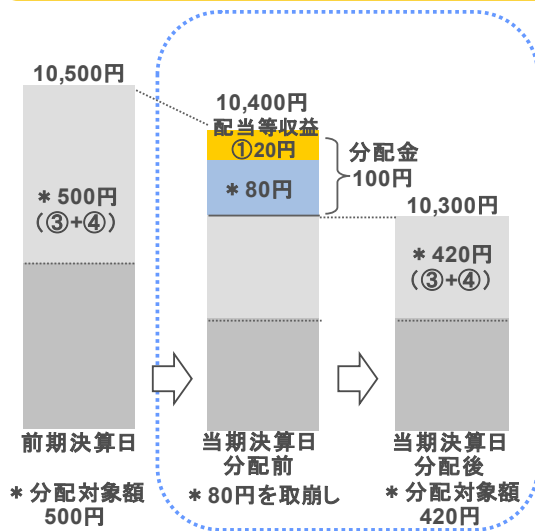 10,500円
＊500円
（③+④）
前期決算日
＊分配対象額
500円
10,400円
配当等収益
①20円
＊80円
分配金
100円
当期決算日
分配前
＊80円を取崩し
10,300円
＊420円
（③+④）
当期決算日
分配後
＊分配対象額
420円